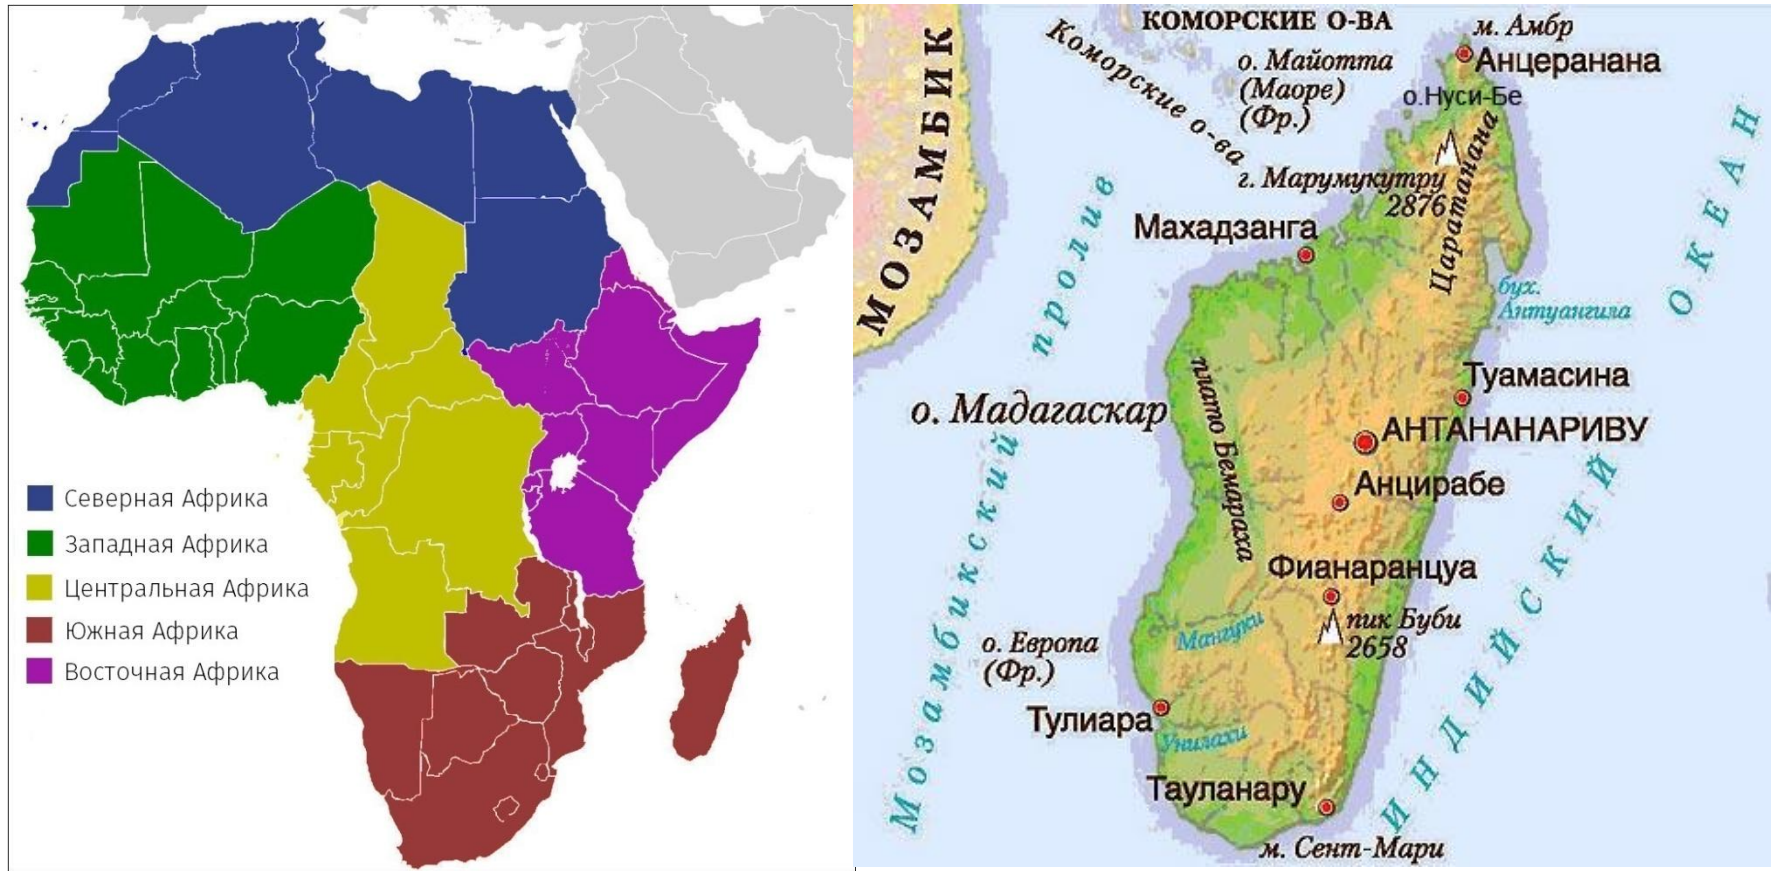 Северная Африка
Западная Африка
Центральная Африка
Южная Африка
Восточная Африка
КОМОРСКИЕ О-ВА
Коморские о-ва
о. Майотта
(Маоре)
(Фр.)
м. Амбр
Анцеранана
о.Нуси-Бе
МОЗАМБИК
г. Марумукутру
2876
Царатанана
Махадзанга
бух.
Антуангила
Туамасина
о. Мадагаскар
плато Бемараха
АНТАНАНАРИВУ
Анцирабе
Фианаранцуа
пик Буби
2658
Мангуки
о. Европа
(Фр.)
Тулиара
Унилахи
Тауланару
м. Сент-Мари
Мозамбикский пролив
ИНДИЙСКИЙ ОКЕАН